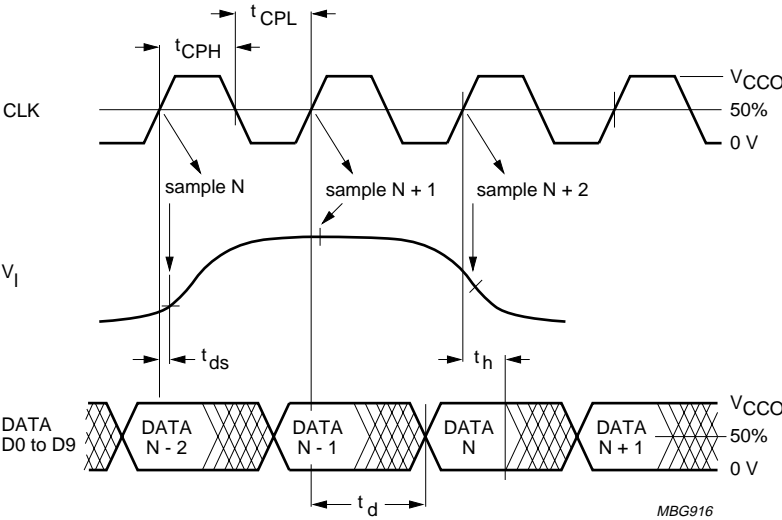 t CPL
t CPH
V CCO
CLK
50%
0 V
sample N
sample N + 1
sample N + 2
V I
t ds
t h
V CCO
DATA
D0 to D9
DATA
N - 2
DATA
N - 1
DATA
N
DATA
N + 1
50%
0 V
t d
MBG916